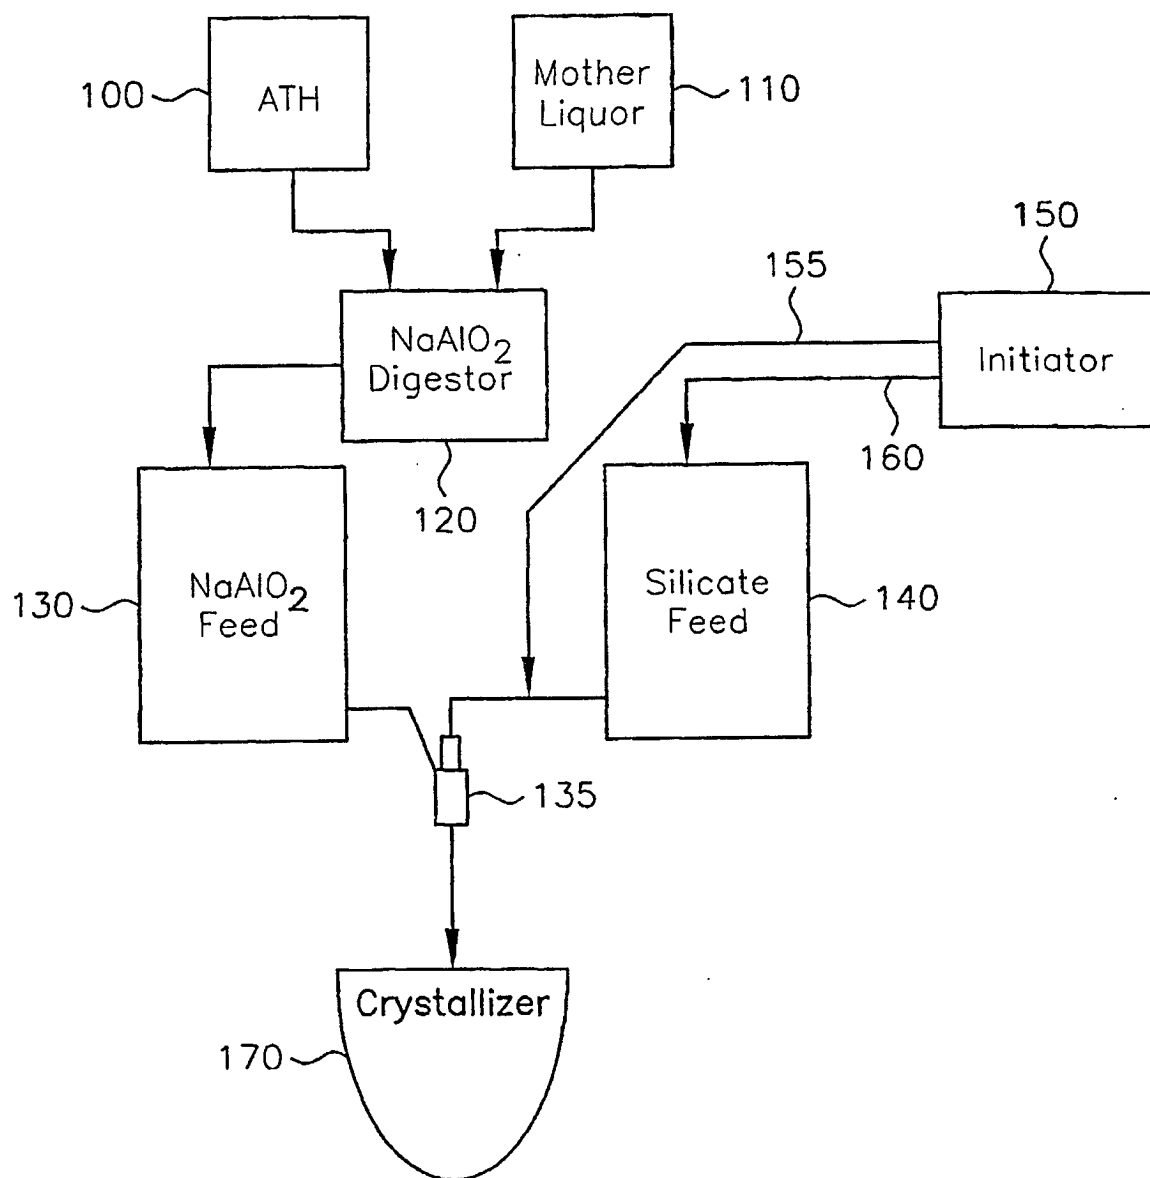 100
ATH
Mother
Liquor
110
150
155
Initiator
160
NaAlO₂
Digestor
120
130
NaAlO₂
Feed
Silicate
Feed
140
135
Crystallizer
170